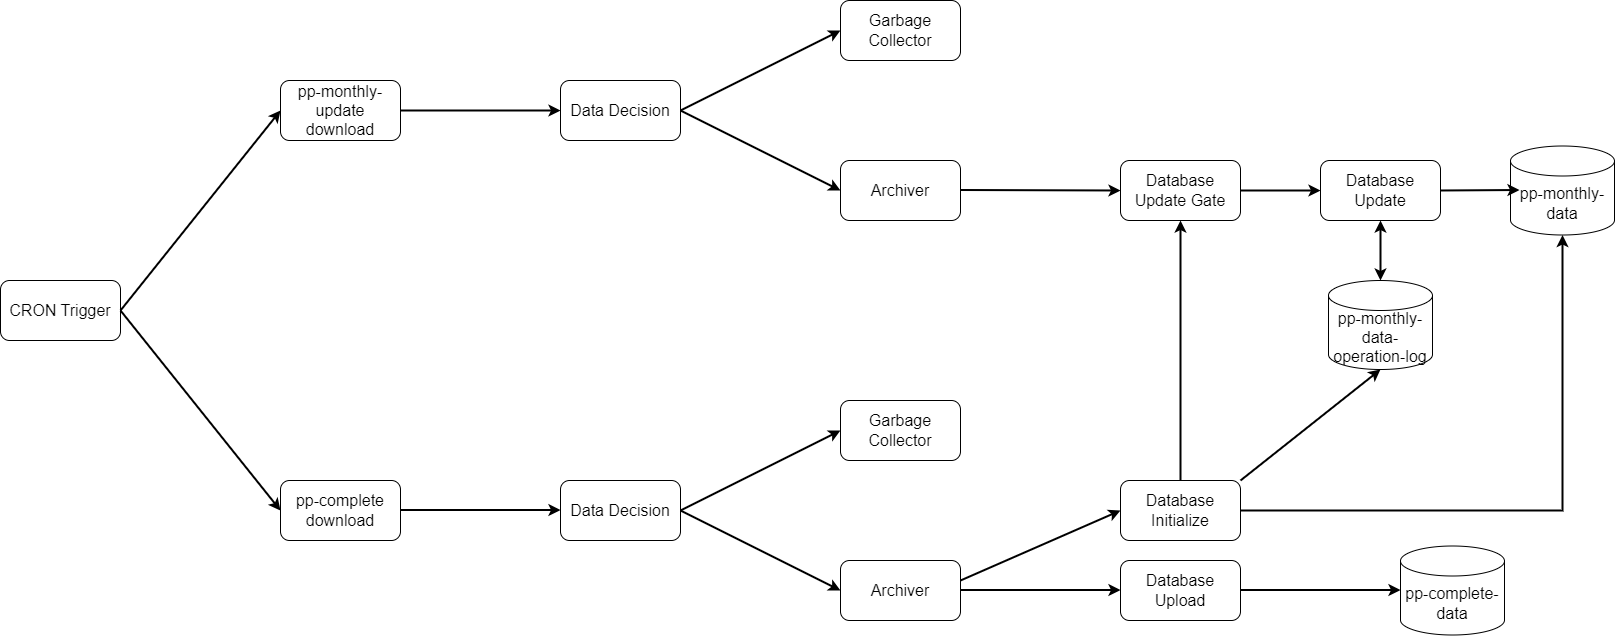 Garbage
Collector
pp-monthly-
update
download
Data Decision
Archiver
Database
Update Gate
Database
Update
pp-monthly-
data
CRON Trigger
pp-monthly-
data-
operation-log
Garbage
Collector
pp-complete
download
Data Decision
Database
Initialize
Archiver
Database
Upload
pp-complete-
data